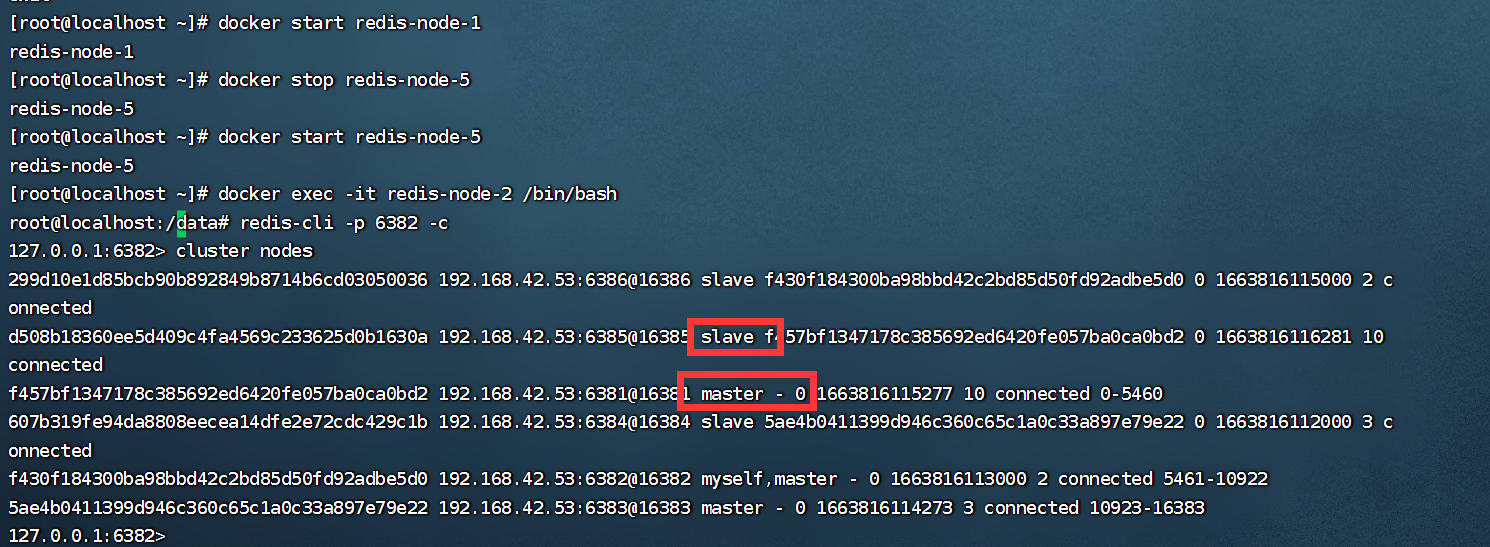 [root@localhost ~]# docker start redis-node-1
redis-node-1
[root@localhost ~]# docker stop redis-node-5
redis-node-5
[root@localhost ~]# docker start redis-node-5
redis-node-5
[root@localhost ~]# docker exec -it redis-node-2 /bin/bash
root@localhost:/data# redis-cli -p 6382 -c
127.0.0.1:6382> cluster nodes
299d10e1d85bcb90b892849b8714b6cd03050036 192.168.42.53:6386@16386 slave f430f184300ba98bbd42c2bd85d50fd92adbe5d0 0 1663816115000 2 c
onnected
d508b18360ee5d409c4fa4569c233625d0b1630a 192.168.42.53:6385@16385 slave f457bf1347178c385692ed6420fe057ba0ca0bd2 0 1663816116281 10
connected
f457bf1347178c385692ed6420fe057ba0ca0bd2 192.168.42.53:6381@16381 master - 0 1663816115277 10 connected 0-5460
607b319fe94da8808eecea14dfe2e72cdc429c1b 192.168.42.53:6384@16384 slave 5ae4b0411399d946c360c65c1a0c33a897e79e22 0 1663816112000 3 c
onnected
f430f184300ba98bbd42c2bd85d50fd92adbe5d0 192.168.42.53:6382@16382 myself,master - 0 1663816113000 2 connected 5461-10922
5ae4b0411399d946c360c65c1a0c33a897e79e22 192.168.42.53:6383@16383 master - 0 1663816114273 3 connected 10923-16383
127.0.0.1:6382>